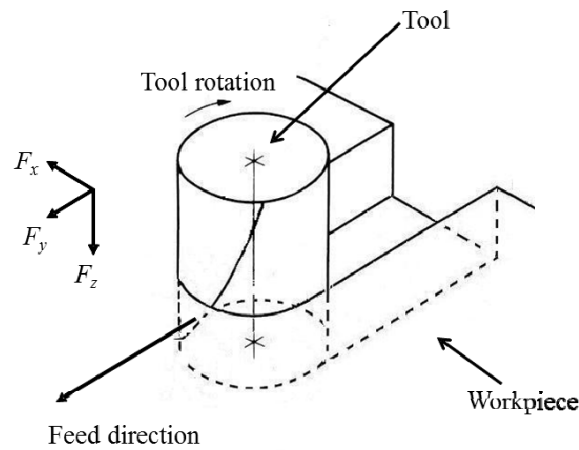 Tool
Tool rotation
Fx
Fy
Fz
Workpiece
Feed direction